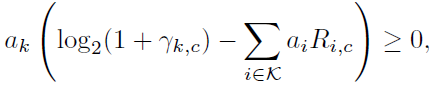 $$a_k \left( \log_2(1 + \gamma_{k,c}) - \sum_{i \in \mathcal{K}} a_i R_{i,c} \right) \geq 0,$$